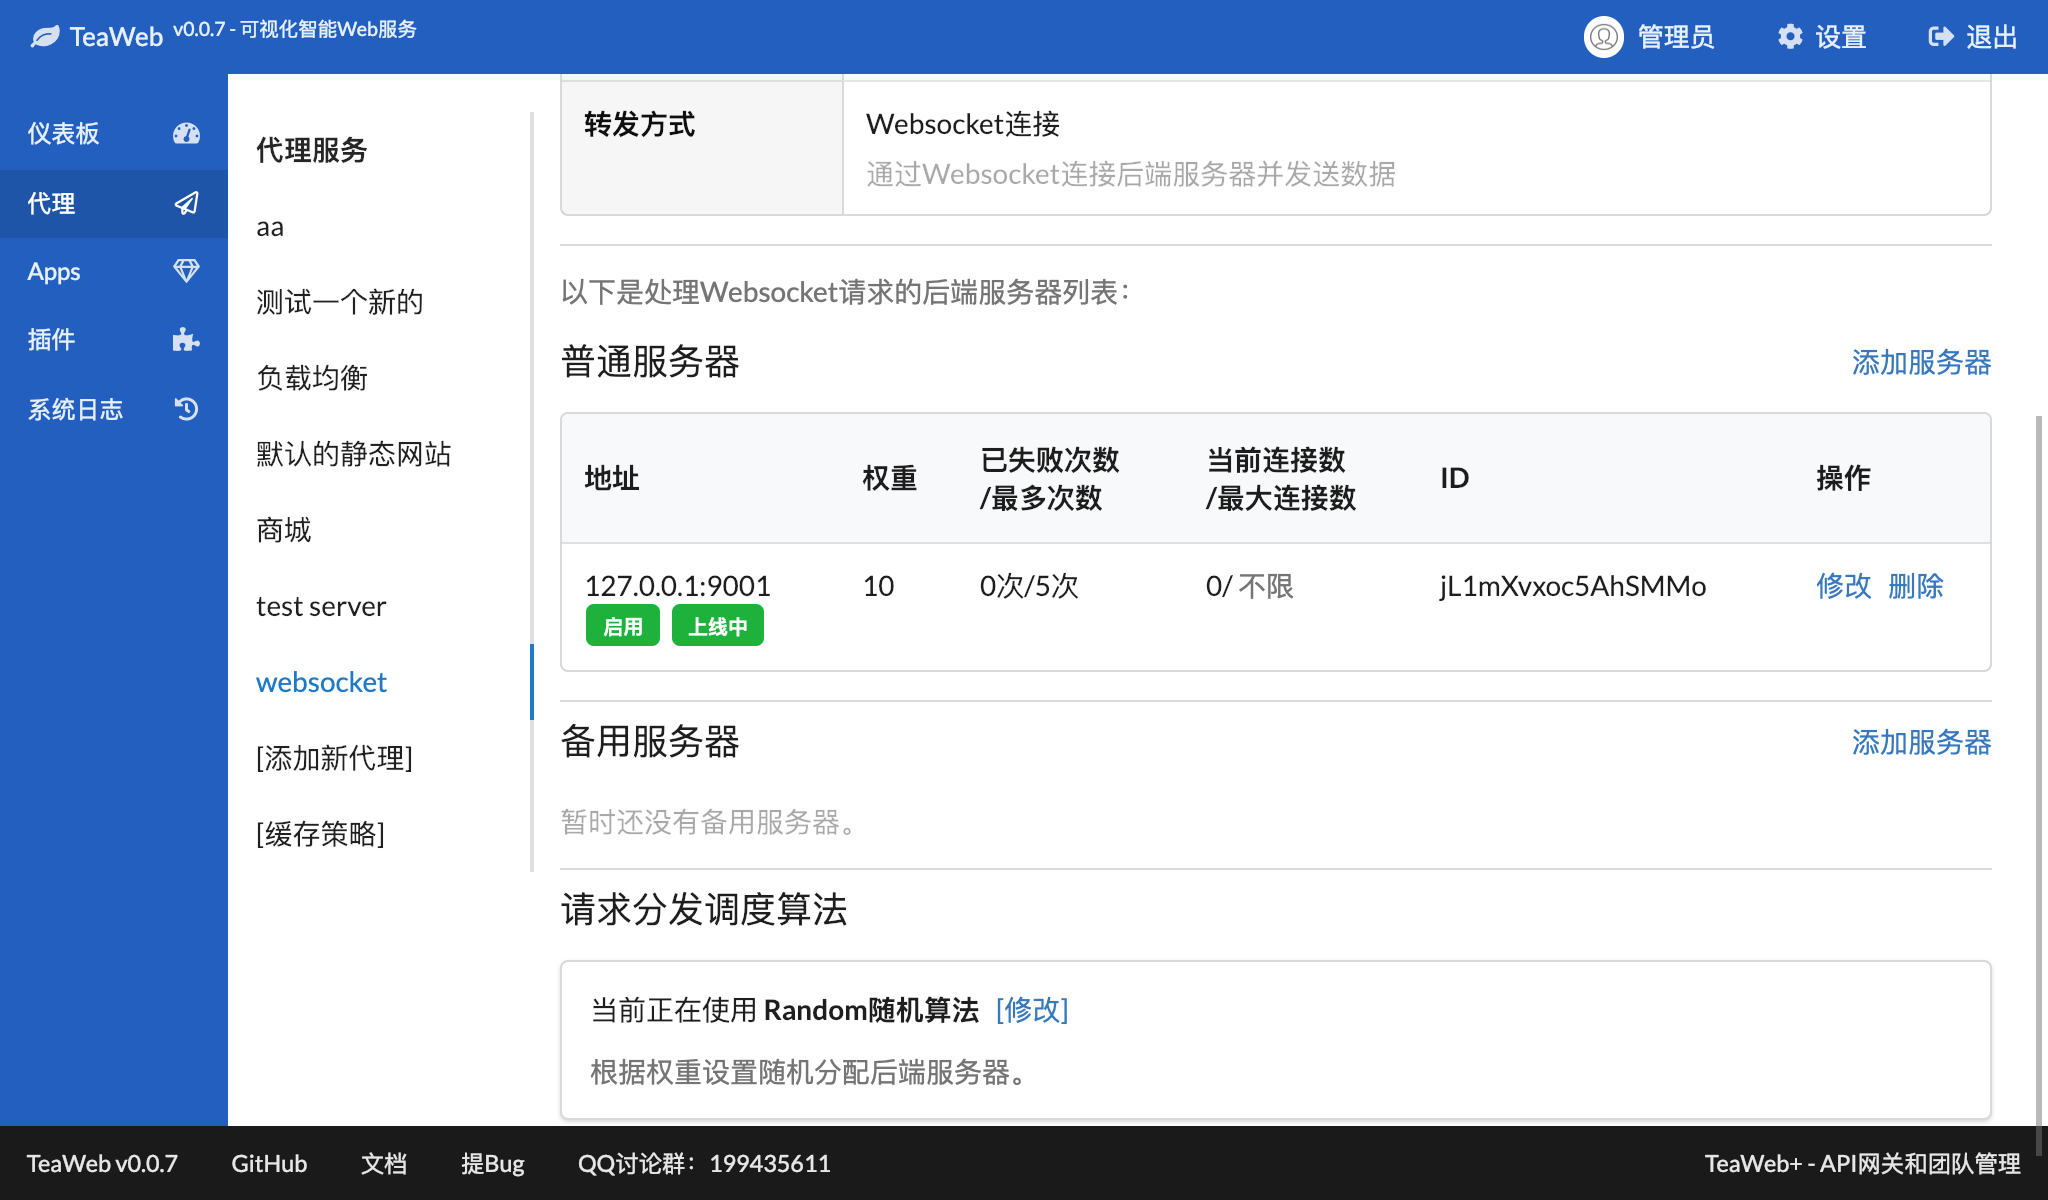 TeaWeb v0.0.7 - 可视化智能Web服务
管理员
设置
退出
仪表板
代理
Apps
插件
系统日志
代理服务
aa
测试一个新的
负载均衡
默认的静态网站
商城
test server
websocket
[添加新代理]
[缓存策略]
转发方式
Websocket连接
通过Websocket连接后端服务器并发送数据
以下是处理Websocket请求的后端服务器列表：
普通服务器
添加服务器
地址
权重
已失败次数
/最多次数
当前连接数
/最大连接数
ID
操作
127.0.0.1:9001
10
0次/5次
0/ 不限
jL1mXvxoc5AhSMMo
修改 删除
启用 上线中
备用服务器
添加服务器
暂时还没有备用服务器。
请求分发调度算法
当前正在使用 Random随机算法 [修改]
根据权重设置随机分配后端服务器。
TeaWeb v0.0.7
GitHub
文档
提Bug
QQ讨论群：199435611
TeaWeb+ - API网关和团队管理